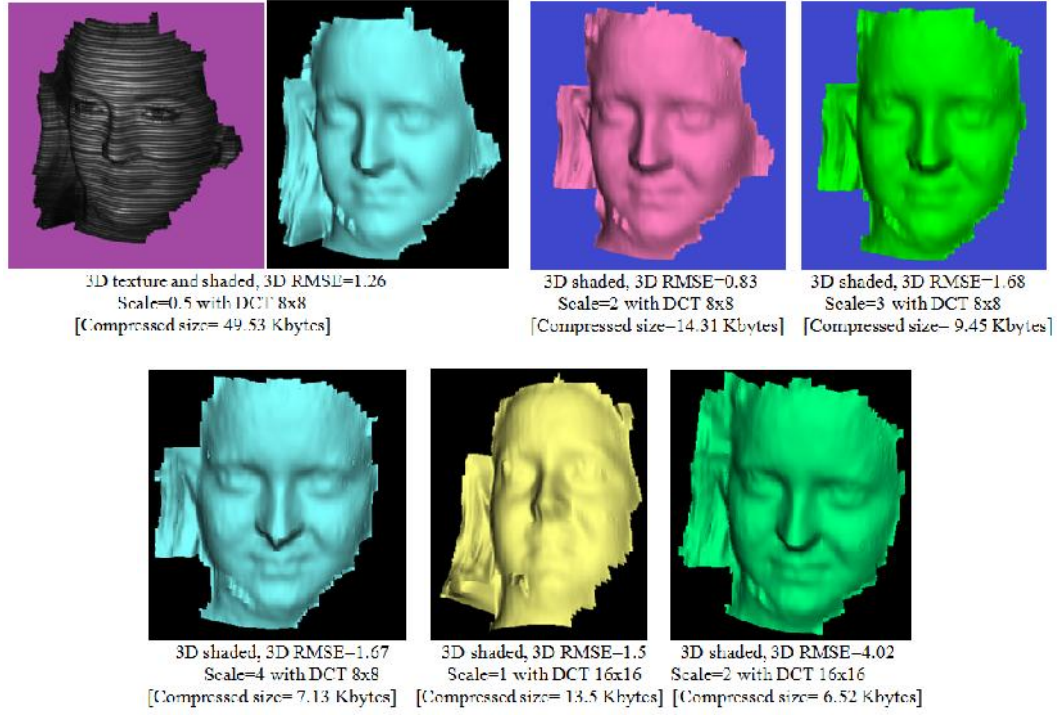 3D texture and shaded, 3D RMSE=1.26
Scale=0.5 with DCT 8x8
[Compressed size= 49.53 Kbytes]
3D shaded, 3D RMSE=0.83
Scale=2 with DCT 8x8
[Compressed size=14.31 Kbytes]
3D shaded, 3D RMSE=1.68
Scale=3 with DCT 8x8
[Compressed size= 9.45 Kbytes]
3D shaded, 3D RMSE=1.67
Scale=4 with DCT 8x8
[Compressed size= 7.13 Kbytes]
3D shaded, 3D RMSE=1.5
Scale=1 with DCT 16x16
[Compressed size= 13.5 Kbytes]
3D shaded, 3D RMSE=4.02
Scale=2 with DCT 16x16
[Compressed size= 6.52 Kbytes]